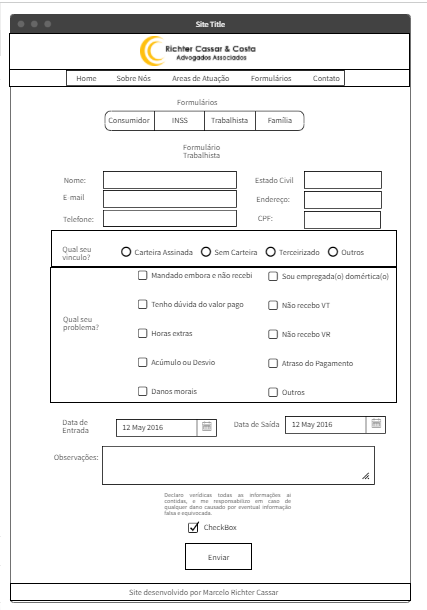 Site Title
Richter Cassar & Costa
Advogados Associados
Home Sobre Nós Areas de Atuação Formulários Contato
Formulários
Consumidor INSS Trabalhista Família
Formulário
Trabalhista
Nome: Estado Civil
E-mail Endereço:
Telefone: CPF:
Qual seu
vinculo?
Carteira Assinada Sem Carteira Terceirizado Outros
Mandado embora e não recebi Sou empregada(o) domértica(o)
Tenho dúvida do valor pago Não recebo VT
Qual seu
problema?
Horas extras Não recebo VR
Acúmulo ou Desvio Atraso do Pagamento
Danos morais Outros
Data de
Entrada
12 May 2016 Data de Saída 12 May 2016
Observações:
Declaro verídicas todas as informações aí
contidas, e me responsabilizo em caso de
qualquer dano causado por eventual informação
falsa e equivocada.
CheckBox
Enviar
Site desenvolvido por Marcelo Richter Cassar